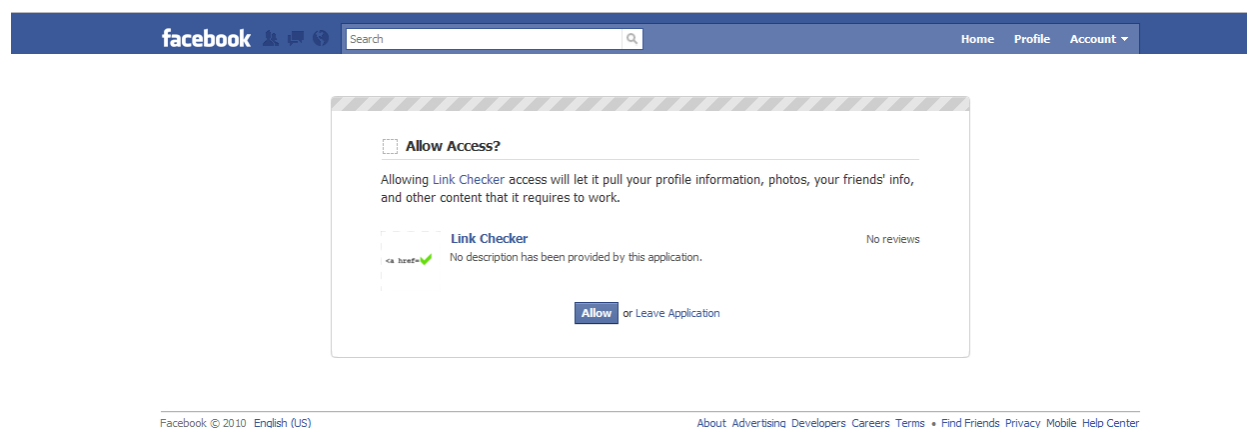 facebook Search Home Profile Account
Allow Access?
Allowing Link Checker access will let it pull your profile information, photos, your friends' info,
and other content that it requires to work.
Link Checker No reviews
<a href= No description has been provided by this application.
Allow or Leave Application
Facebook © 2010 English (US) About Advertising Developers Careers Terms • Find Friends Privacy Mobile Help Center